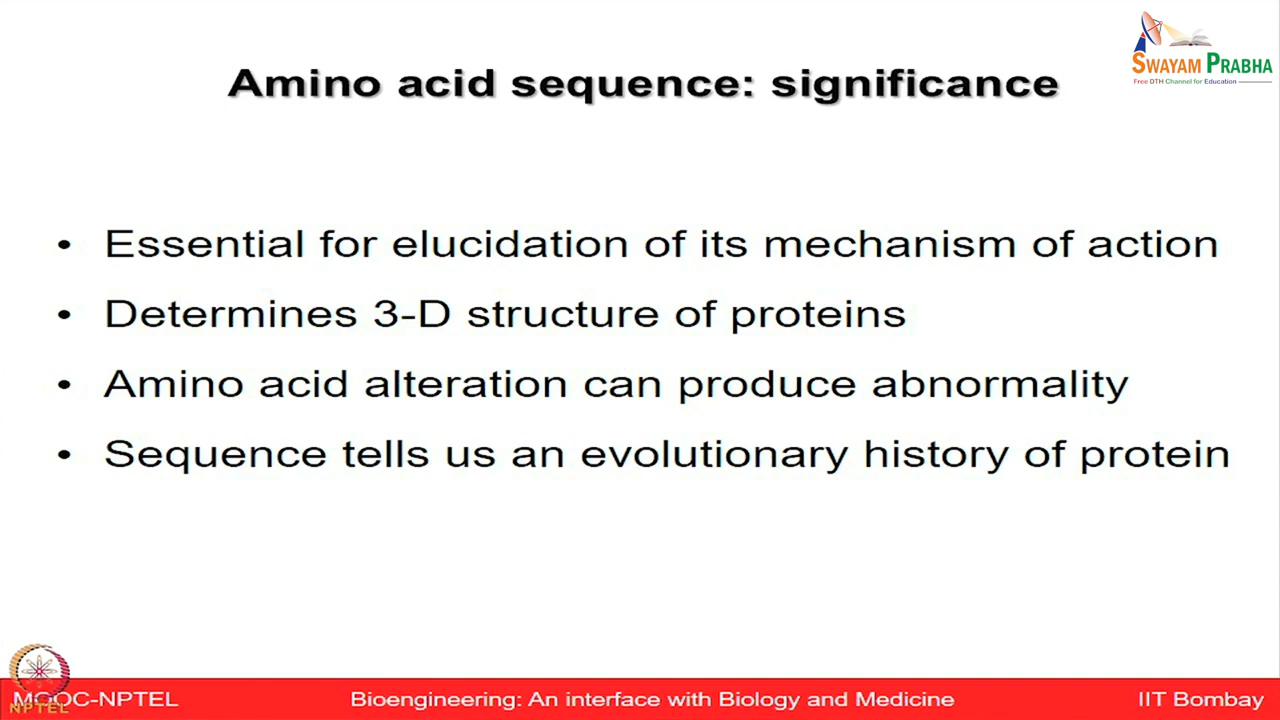 SWAYAM PRABHA
Free DTH Channel for Education
Amino acid sequence: significance
• Essential for elucidation of its mechanism of action
• Determines 3-D structure of proteins
• Amino acid alteration can produce abnormality
• Sequence tells us an evolutionary history of protein
MOOC-NPTEL Bioengineering: An interface with Biology and Medicine IIT Bombay
NPTEL